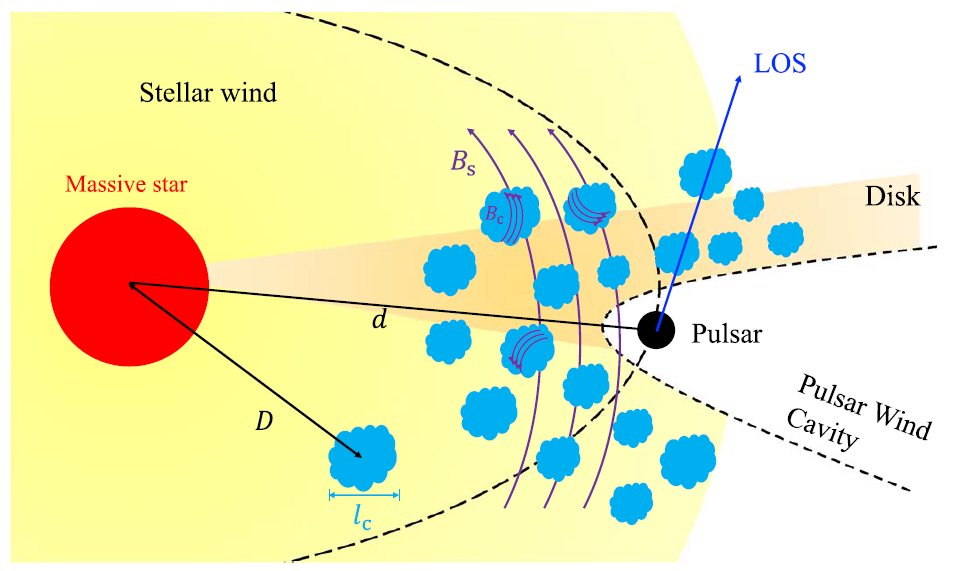 LOS
Stellar wind
B_s
Massive star
Disk
B_c
d
Pulsar
Pulsar Wind
Cavity
D
l_c